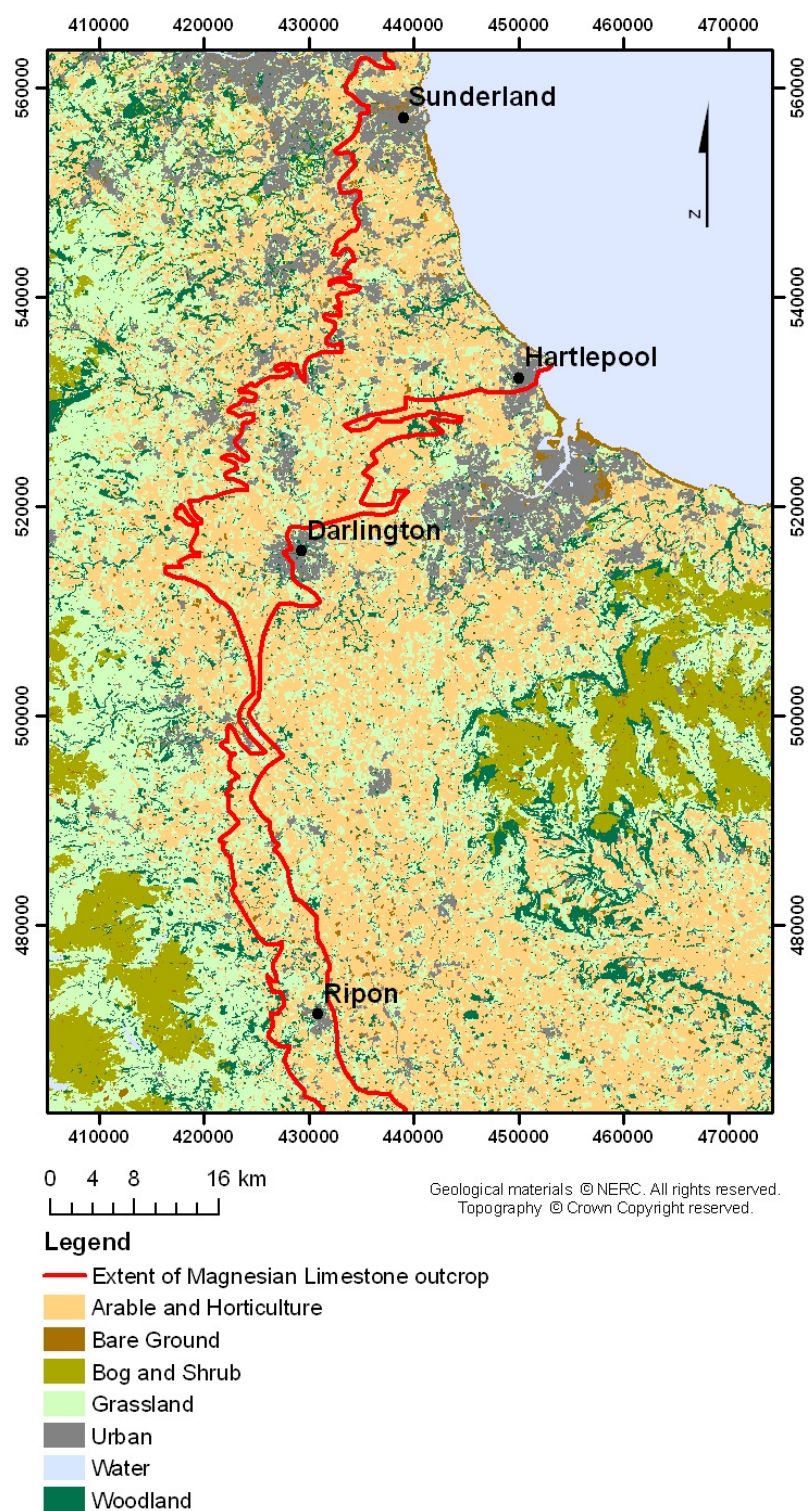 410000 420000 430000 440000 450000 460000 470000
560000 560000
Sunderland
N
540000 540000
Hartlepool
520000 520000
Darlington
500000 500000
480000 480000
Ripon
410000 420000 430000 440000 450000 460000 470000
0 4 8 16 km
Geological materials © NERC. All rights reserved.
Topography © Crown Copyright reserved.
Legend
Extent of Magnesian Limestone outcrop
Arable and Horticulture
Bare Ground
Bog and Shrub
Grassland
Urban
Water
Woodland